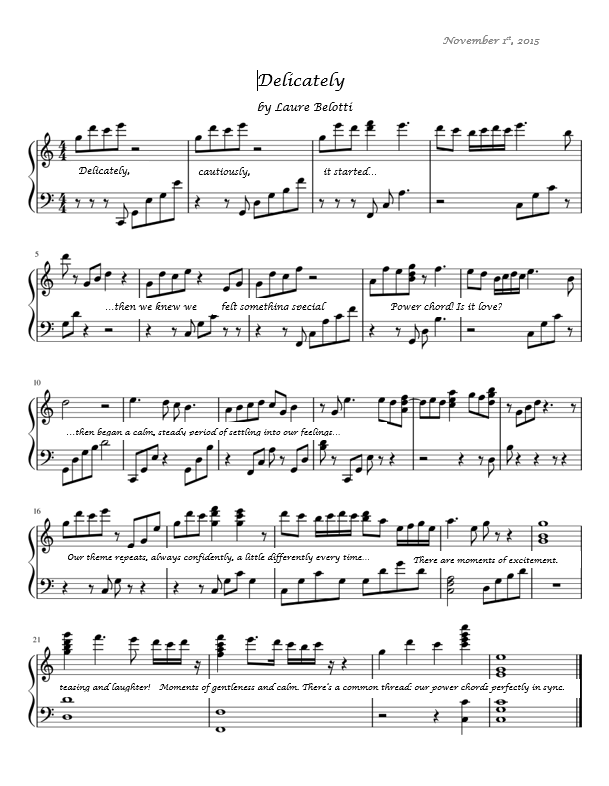 November 1st, 2015
Delicately
by Laure Belotti
Delicately, cautiously, it started...
5
...then we knew we felt something special Power chord! Is it love?
10
...then began a calm, steady period of settling into our feelings...
16
Our theme repeats, always confidently, a little differently every time... There are moments of excitement.
21
teasing and laughter! Moments of gentleness and calm. There's a common thread: our power chords perfectly in sync.